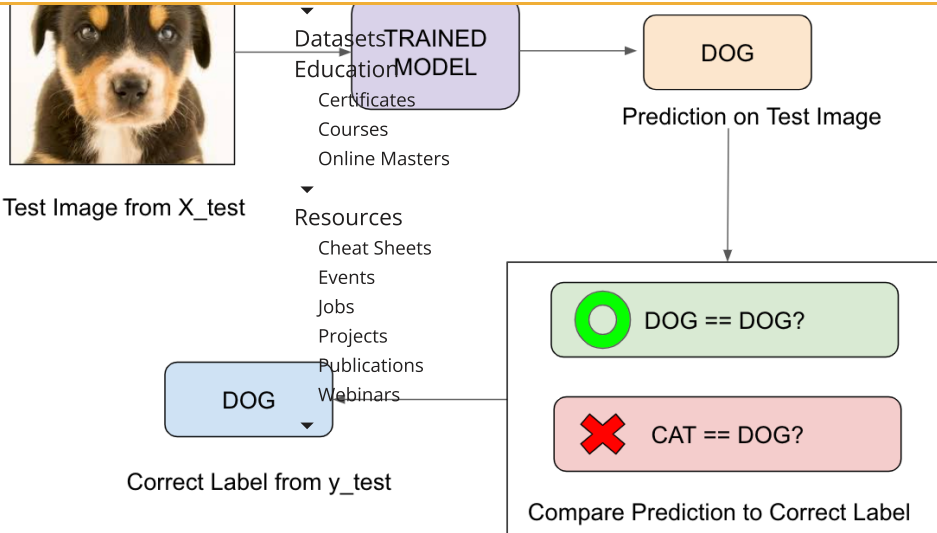 Datasets
Education
Certificates
Courses
Online Masters
Resources
Cheat Sheets
Events
Jobs
Projects
Publications
Webinars
TRAINED
MODEL
DOG
Prediction on Test Image
Test Image from X_test
DOG == DOG?
CAT == DOG?
Compare Prediction to Correct Label
DOG
Correct Label from y_test